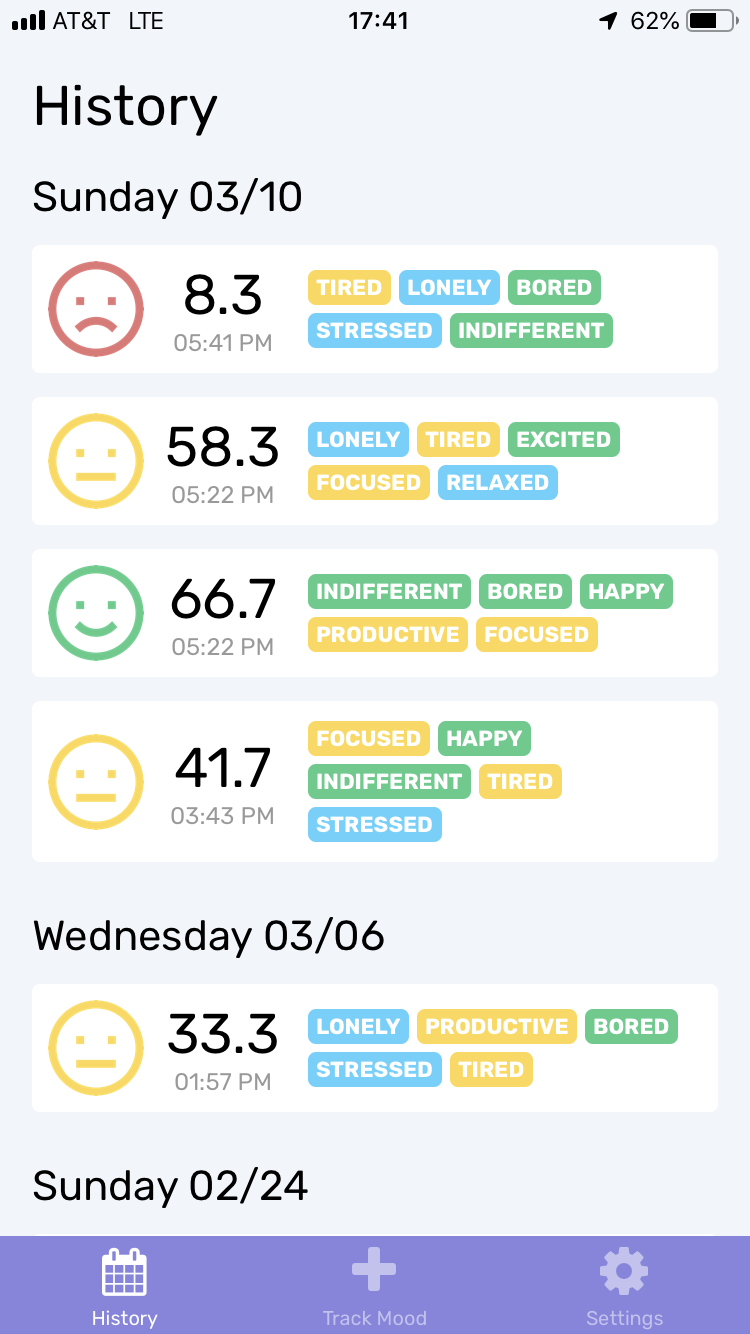 AT&T LTE 17:41 62%
History
Sunday 03/10
8.3
05:41 PM
TIRED LONELY BORED
STRESSED INDIFFERENT
58.3
05:22 PM
LONELY TIRED EXCITED
FOCUSED RELAXED
66.7
05:22 PM
INDIFFERENT BORED HAPPY
PRODUCTIVE FOCUSED
41.7
03:43 PM
FOCUSED HAPPY
INDIFFERENT TIRED
STRESSED
Wednesday 03/06
33.3
01:57 PM
LONELY PRODUCTIVE BORED
STRESSED TIRED
Sunday 02/24
History Track Mood Settings